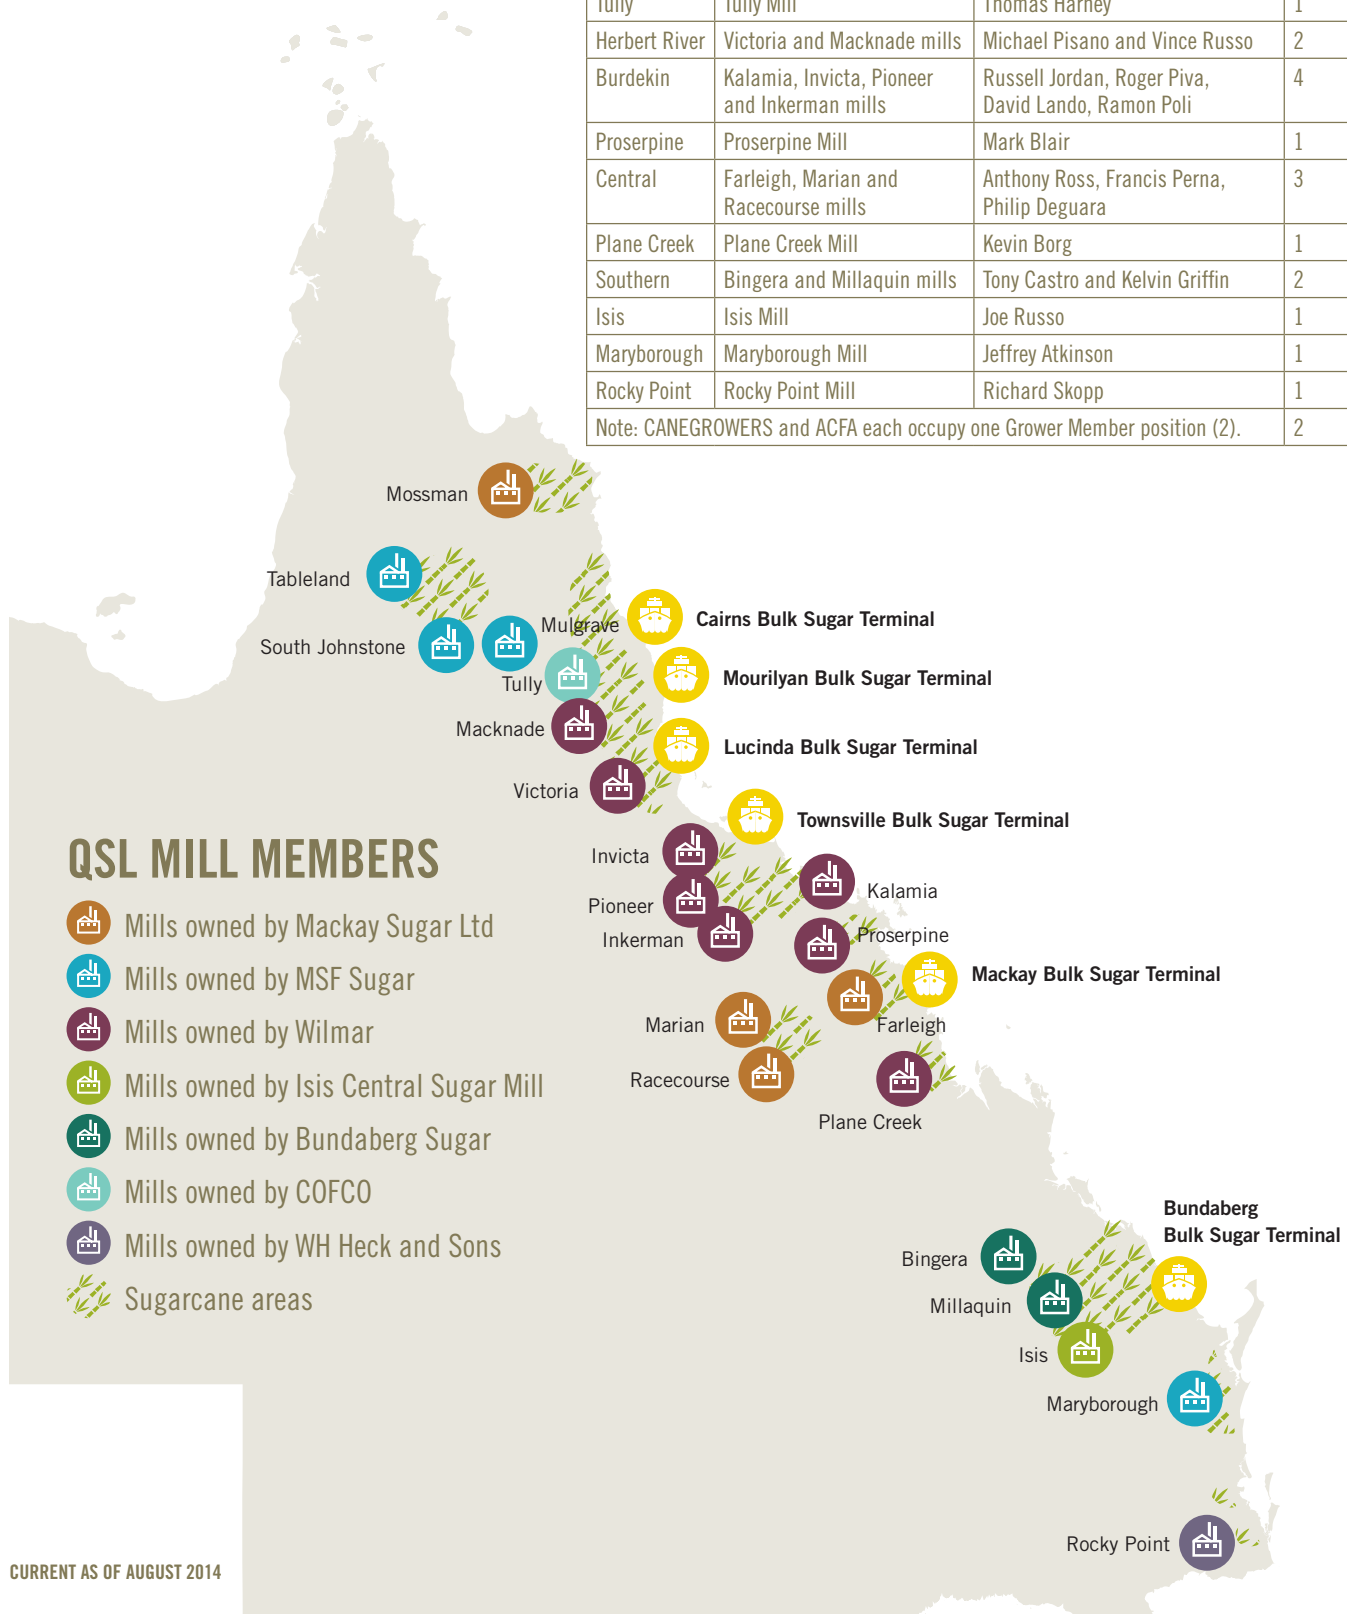 Tully Tully Mill Thomas Harney 1
Herbert River Victoria and Macknade mills Michael Pisano and Vince Russo 2
Burdekin Kalamia, Invicta, Pioneer Russell Jordan, Roger Piva, 4
and Inkerman mills David Lando, Ramon Poli
Proserpine Proserpine Mill Mark Blair 1
Central Farleigh, Marian and Anthony Ross, Francis Perna, 3
Racecourse mills Philip Deguara
Plane Creek Plane Creek Mill Kevin Borg 1
Southern Bingera and Millaquin mills Tony Castro and Kelvin Griffin 2
Isis Isis Mill Joe Russo 1
Maryborough Maryborough Mill Jeffrey Atkinson 1
Rocky Point Rocky Point Mill Richard Skopp 1
Note: CANEGROWERS and ACFA each occupy one Grower Member position (2). 2
Mossman
Tableland
Mulgrave
Cairns Bulk Sugar Terminal
South Johnstone
Tully
Mourilyan Bulk Sugar Terminal
Macknade
Lucinda Bulk Sugar Terminal
Victoria
Townsville Bulk Sugar Terminal
Invicta
Kalamia
Pioneer
Inkerman
Proserpine
Mackay Bulk Sugar Terminal
Marian
Farleigh
Racecourse
Plane Creek
QSL MILL MEMBERS
Mills owned by Mackay Sugar Ltd
Mills owned by MSF Sugar
Mills owned by Wilmar
Mills owned by Isis Central Sugar Mill
Mills owned by Bundaberg Sugar
Mills owned by COFCO
Mills owned by WH Heck and Sons
Sugarcane areas
Bundaberg
Bulk Sugar Terminal
Bingera
Millaquin
Isis
Maryborough
Rocky Point
CURRENT AS OF AUGUST 2014